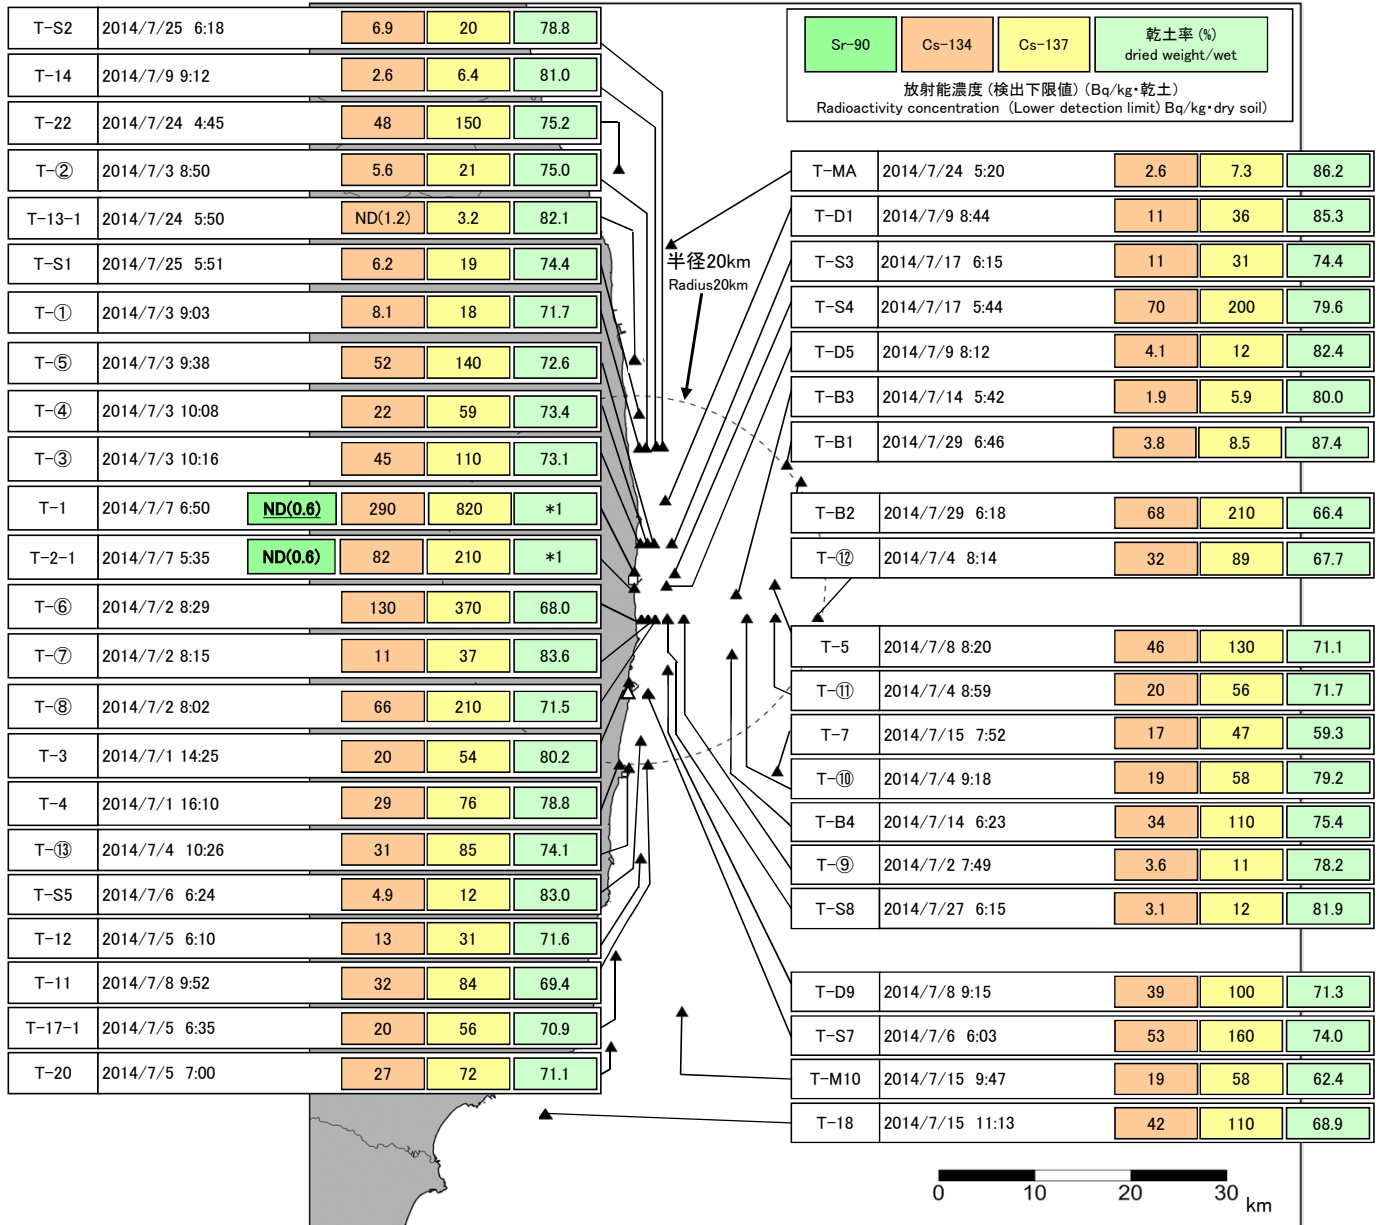 T-S2 2014/7/25 6:18 6.9 20 78.8
T-14 2014/7/9 9:12 2.6 6.4 81.0
T-22 2014/7/24 4:45 48 150 75.2
T-② 2014/7/3 8:50 5.6 21 75.0
T-13-1 2014/7/24 5:50 ND(1.2) 3.2 82.1
T-S1 2014/7/25 5:51 6.2 19 74.4
T-① 2014/7/3 9:03 8.1 18 71.7
T-⑤ 2014/7/3 9:38 52 140 72.6
T-④ 2014/7/3 10:08 22 59 73.4
T-③ 2014/7/3 10:16 45 110 73.1
T-1 2014/7/7 6:50 ND(0.6) 290 820 *1
T-2-1 2014/7/7 5:35 ND(0.6) 82 210 *1
T-⑥ 2014/7/2 8:29 130 370 68.0
T-⑦ 2014/7/2 8:15 11 37 83.6
T-⑧ 2014/7/2 8:02 66 210 71.5
T-3 2014/7/1 14:25 20 54 80.2
T-4 2014/7/1 16:10 29 76 78.8
T-⑬ 2014/7/4 10:26 31 85 74.1
T-S5 2014/7/6 6:24 4.9 12 83.0
T-12 2014/7/5 6:10 13 31 71.6
T-11 2014/7/8 9:52 32 84 69.4
T-17-1 2014/7/5 6:35 20 56 70.9
T-20 2014/7/5 7:00 27 72 71.1
半径20km
Radius20km
Sr-90 Cs-134 Cs-137 乾土率(%)
dried weight/wet
放射能濃度(検出下限値)(Bq/kg・乾土)
Radioactivity concentration (Lower detection limit) Bq/kg・dry soil)
T-MA 2014/7/24 5:20 2.6 7.3 86.2
T-D1 2014/7/9 8:44 11 36 85.3
T-S3 2014/7/17 6:15 11 31 74.4
T-S4 2014/7/17 5:44 70 200 79.6
T-D5 2014/7/9 8:12 4.1 12 82.4
T-B3 2014/7/14 5:42 1.9 5.9 80.0
T-B1 2014/7/29 6:46 3.8 8.5 87.4
T-B2 2014/7/29 6:18 68 210 66.4
T-⑫ 2014/7/4 8:14 32 89 67.7
T-5 2014/7/8 8:20 46 130 71.1
T-⑪ 2014/7/4 8:59 20 56 71.7
T-7 2014/7/15 7:52 17 47 59.3
T-⑩ 2014/7/4 9:18 19 58 79.2
T-B4 2014/7/14 6:23 34 110 75.4
T-⑨ 2014/7/2 7:49 3.6 11 78.2
T-S8 2014/7/27 6:15 3.1 12 81.9
T-D9 2014/7/8 9:15 39 100 71.3
T-S7 2014/7/6 6:03 53 160 74.0
T-M10 2014/7/15 9:47 19 58 62.4
T-18 2014/7/15 11:13 42 110 68.9
0 10 20 30 km